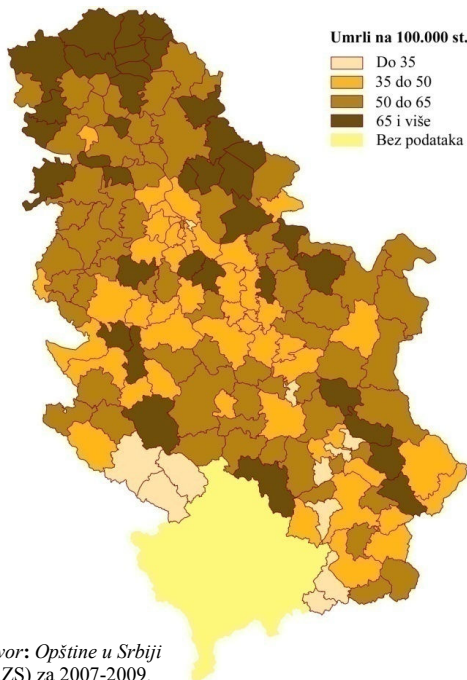 Umrli na 100.000 st.
Do 35
35 do 50
50 do 65
65 i više
Bez podataka
vor: Opštine u Srbiji
ZS) za 2007-2009.